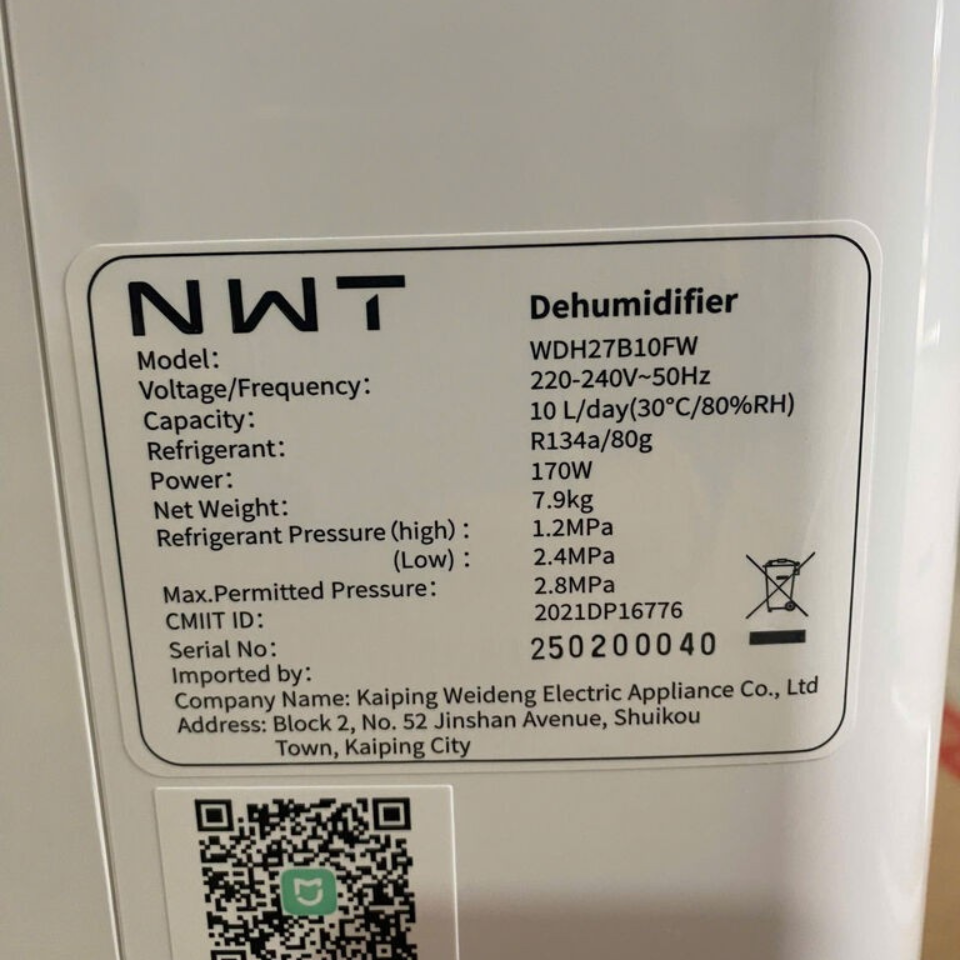 NWT
Dehumidifier
Model: WDH27B10FW
Voltage/Frequency: 220-240V~50Hz
Capacity: 10 L/day(30°C/80%RH)
Refrigerant: R134a/80g
Power: 170W
Net Weight: 7.9kg
Refrigerant Pressure (high) : 1.2MPa
(Low) : 2.4MPa
Max.Permitted Pressure: 2.8MPa
CMIIT ID: 2021DP16776
Serial No: 250200040
Imported by:
Company Name: Kaiping Weideng Electric Appliance Co., Ltd
Address: Block 2, No. 52 Jinshan Avenue, Shuikou
Town, Kaiping City